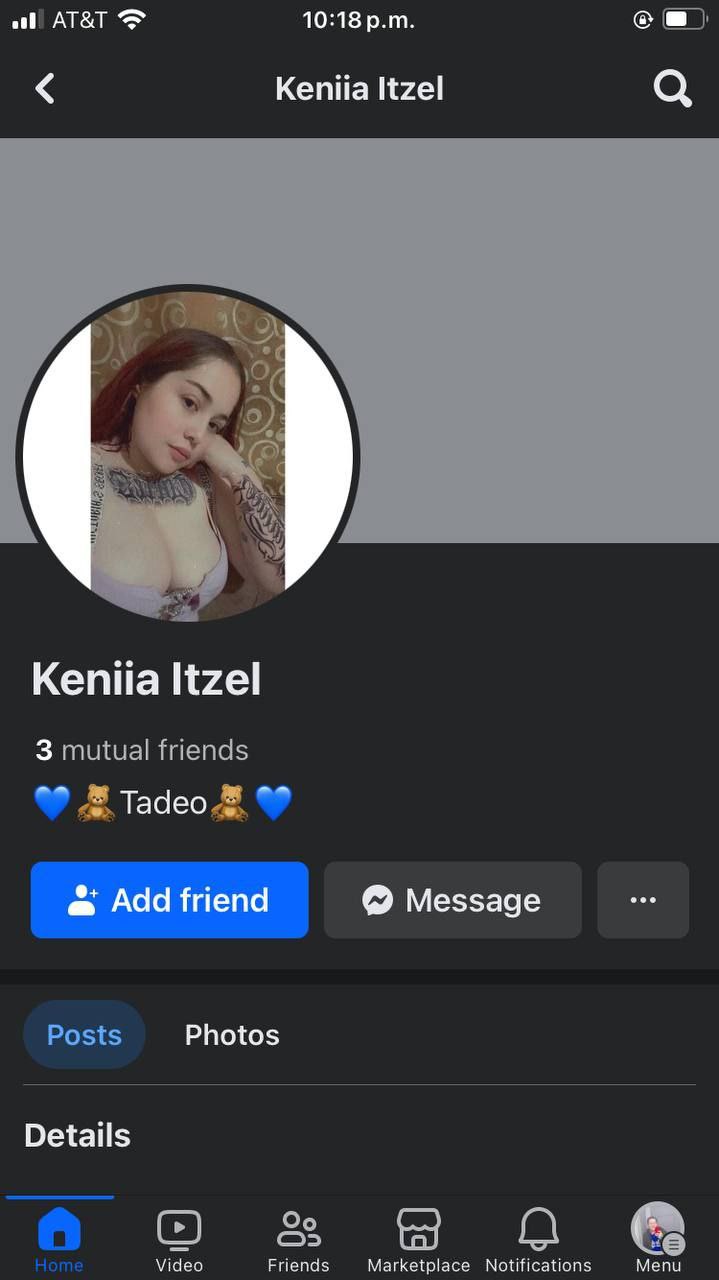 AT&T 10:18 p.m.
Keniia Itzel
Keniia Itzel
3 mutual friends
💙🧸Tadeo🧸💙
Add friend Message ...
Posts Photos
Details
Home Video Friends Marketplace Notifications Menu